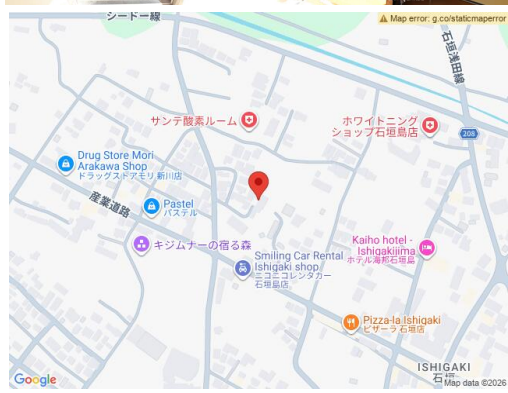 シードー線
Map error: g.co/staticmaperror
石垣浅田線
サンテ酸素ルーム
ホワイトニング
ショップ石垣島店
208
Drug Store Mori
Arakawa Shop
ドラッグストアモリ 新川店
産業道路
Pastel
パステル
キジムナーの宿る森
Kaiho hotel -
Ishigakijima
ホテル海邦石垣島
Smiling Car Rental
Ishigaki shop
ニコニコレンタカー
石垣島店
Pizza-la Ishigaki
ピザーラ 石垣店
ISHIGAKI
石垣
Google
Map data ©2026